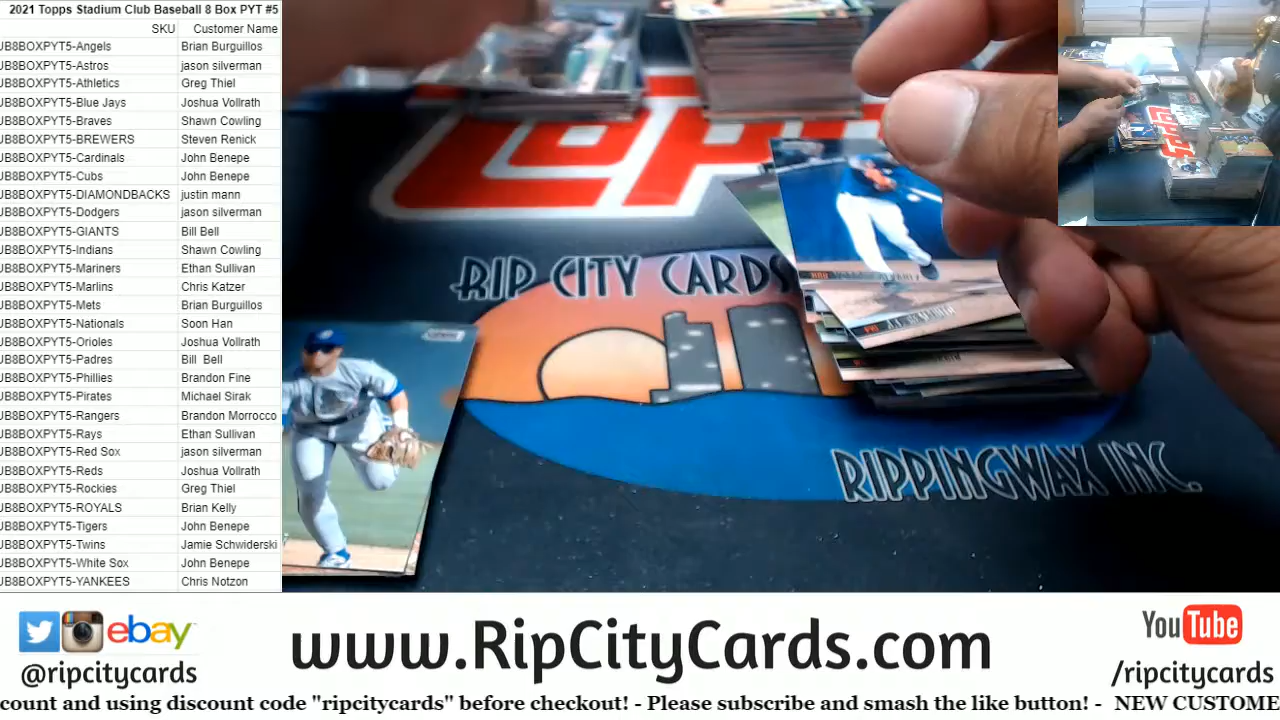 2021 Topps Stadium Club Baseball 8 Box PYT #5
SKU Customer Name
JB8BOXPYT5-Angels Brian Burguillos
JB8BOXPYT5-Astros jason silverman
JB8BOXPYT5-Athletics Greg Thiel
JB8BOXPYT5-Blue Jays Joshua Vollrath
JB8BOXPYT5-Braves Shawn Cowling
JB8BOXPYT5-BREWERS Steven Renick
JB8BOXPYT5-Cardinals John Benepe
JB8BOXPYT5-Cubs John Benepe
JB8BOXPYT5-DIAMONDBACKS justin mann
JB8BOXPYT5-Dodgers jason silverman
JB8BOXPYT5-GIANTS Bill Bell
JB8BOXPYT5-Indians Shawn Cowling
JB8BOXPYT5-Mariners Ethan Sullivan
JB8BOXPYT5-Marlins Chris Katzer
JB8BOXPYT5-Mets Brian Burguillos
JB8BOXPYT5-Nationals Soon Han
JB8BOXPYT5-Orioles Joshua Vollrath
JB8BOXPYT5-Padres Bill Bell
JB8BOXPYT5-Phillies Brandon Fine
JB8BOXPYT5-Pirates Michael Sirak
JB8BOXPYT5-Rangers Brandon Morrocco
JB8BOXPYT5-Rays Ethan Sullivan
JB8BOXPYT5-Red Sox jason silverman
JB8BOXPYT5-Reds Joshua Vollrath
JB8BOXPYT5-Rockies Greg Thiel
JB8BOXPYT5-ROYALS Brian Kelly
JB8BOXPYT5-Tigers John Benepe
JB8BOXPYT5-Twins Jamie Schwiderski
JB8BOXPYT5-White Sox John Benepe
JB8BOXPYT5-YANKEES Chris Notzon
topps
RIP CITY CARDS
RIPPINGWAX INC.
topps
ebay
@ripcitycards
www.RipCityCards.com
YouTube
/ripcitycards
count and using discount code "ripcitycards" before checkout! - Please subscribe and smash the like button! - NEW CUSTOME